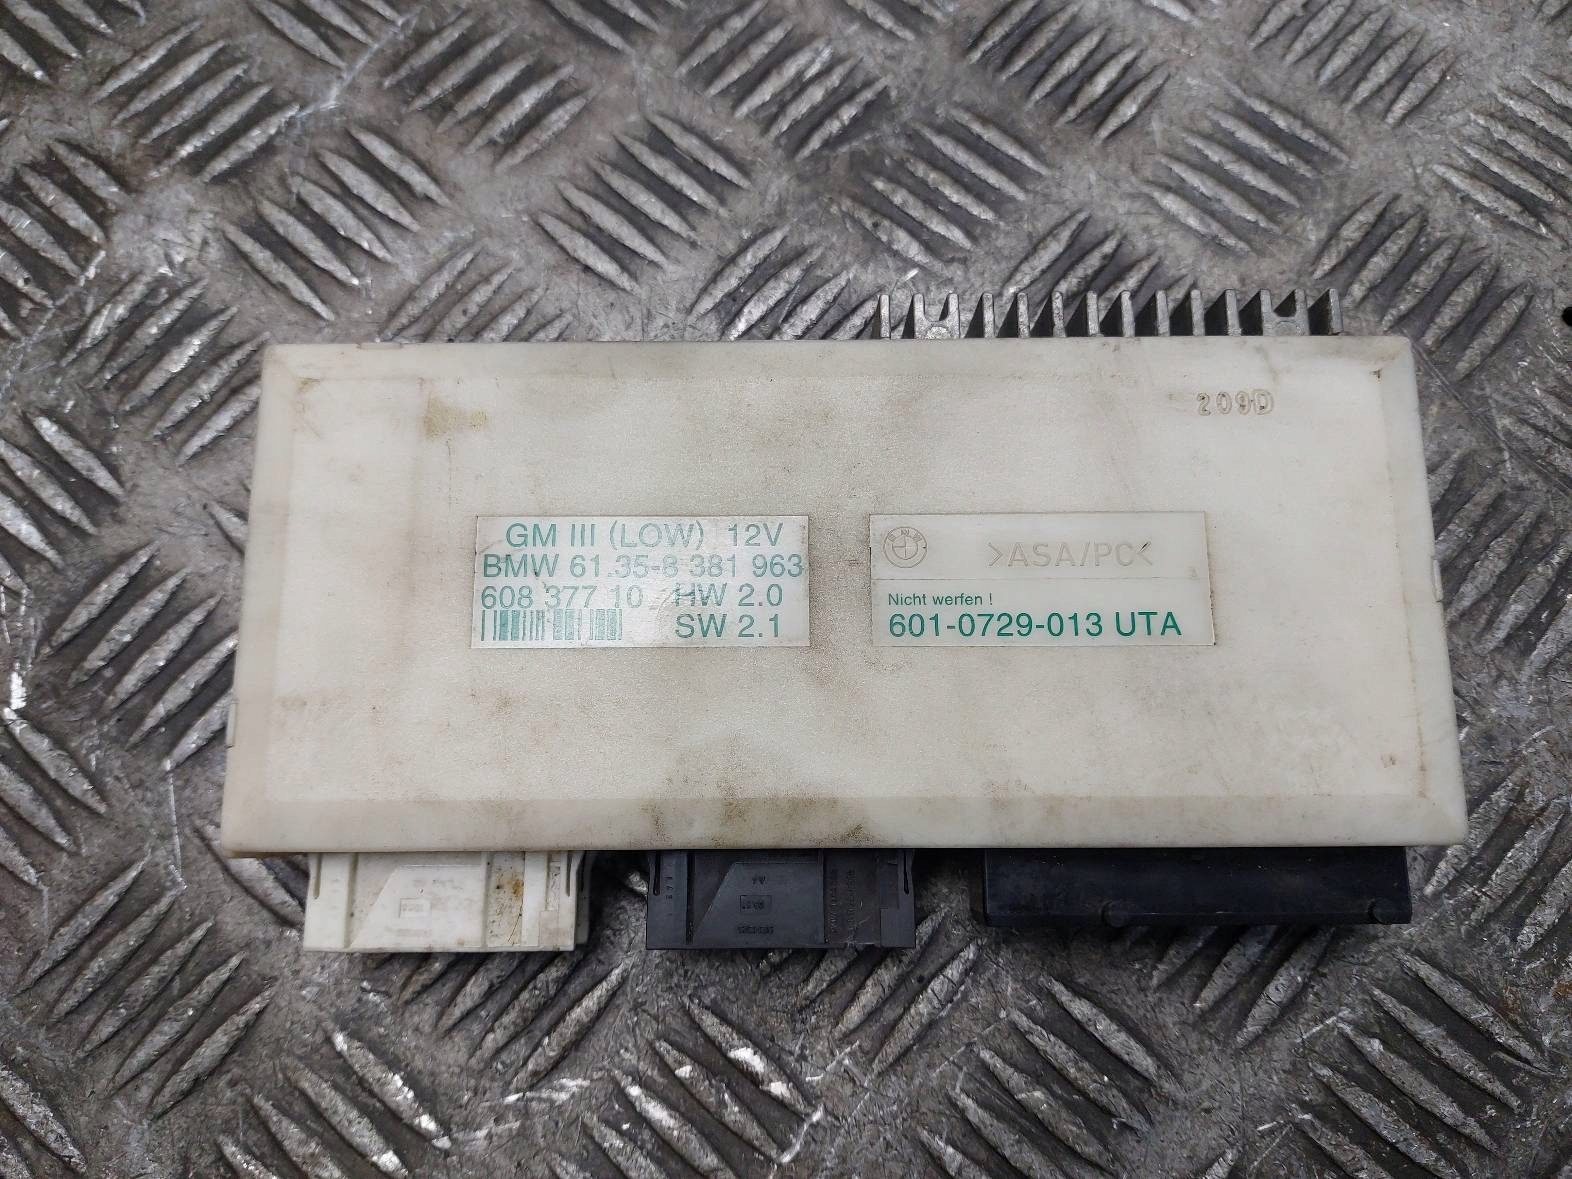 209D
GM III (LOW) 12V
BMW 61.35-8 381 963
608 377 10 HW 2.0
SW 2.1
BMW
>ASA/PC<
Nicht werfen !
601-0729-013 UTA